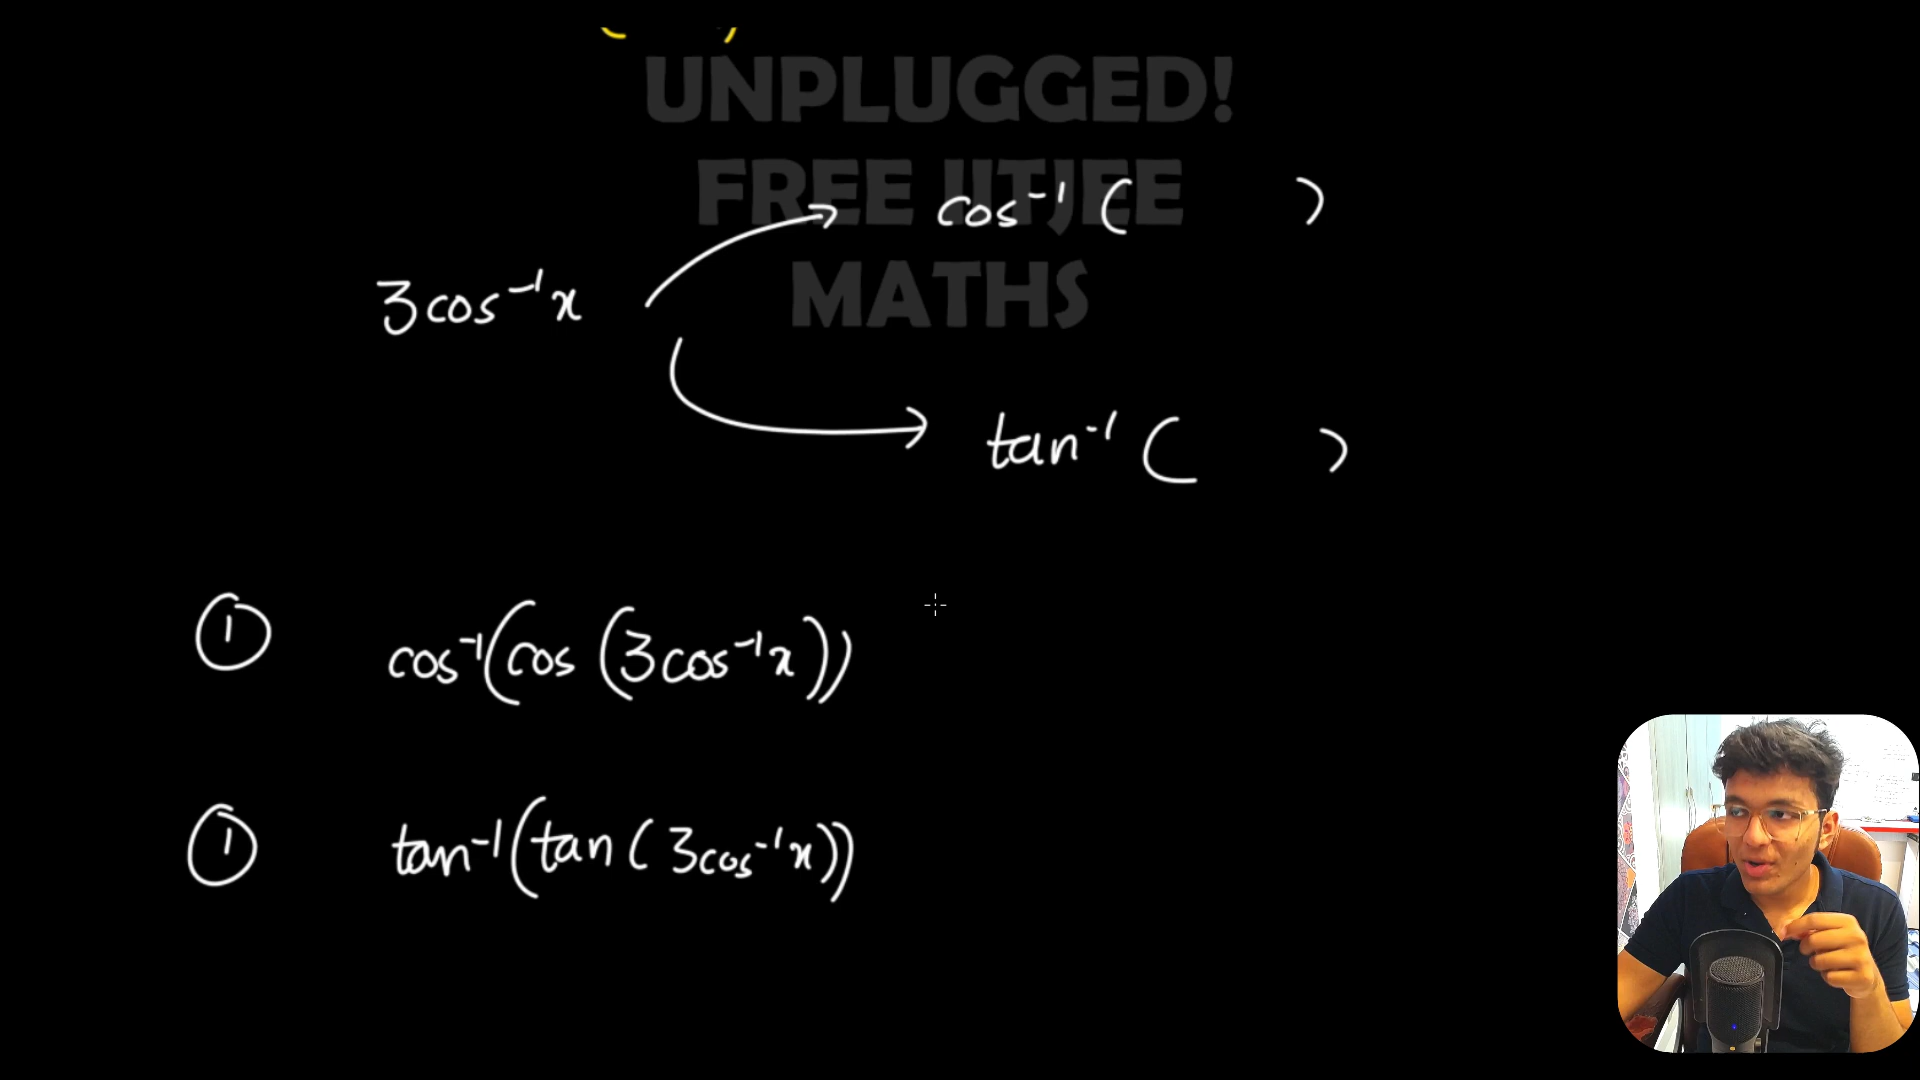 UNPLUGGED!
FREE IITJEE
MATHS
cos⁻¹ ( )
3cos⁻¹x
tan⁻¹ ( )
① cos⁻¹(cos (3cos⁻¹x))
① tan⁻¹(tan ( 3cos⁻¹x))